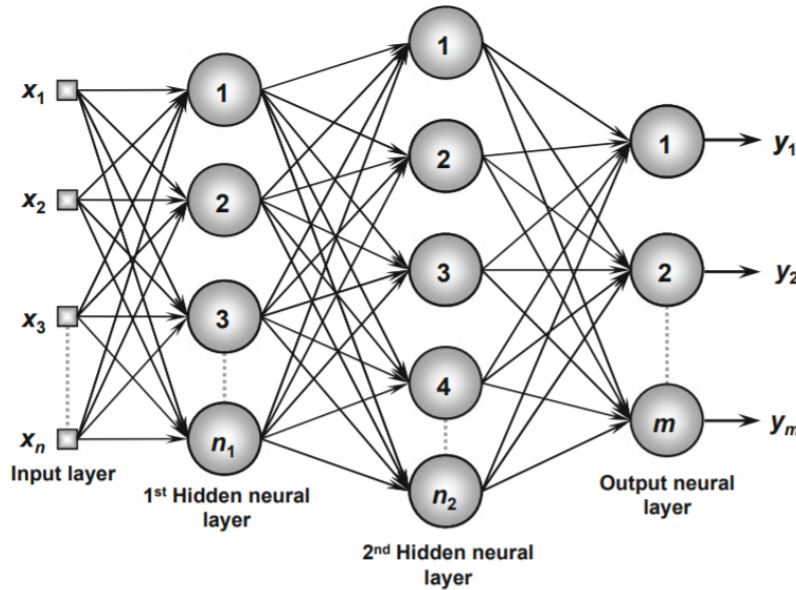 x₁
x₂
x₃
xₙ
Input layer
1
2
3
n₁
1ˢᵗ Hidden neural
layer
1
2
3
4
n₂
2ⁿᵈ Hidden neural
layer
1
2
m
Output neural
layer
y₁
y₂
yₘ